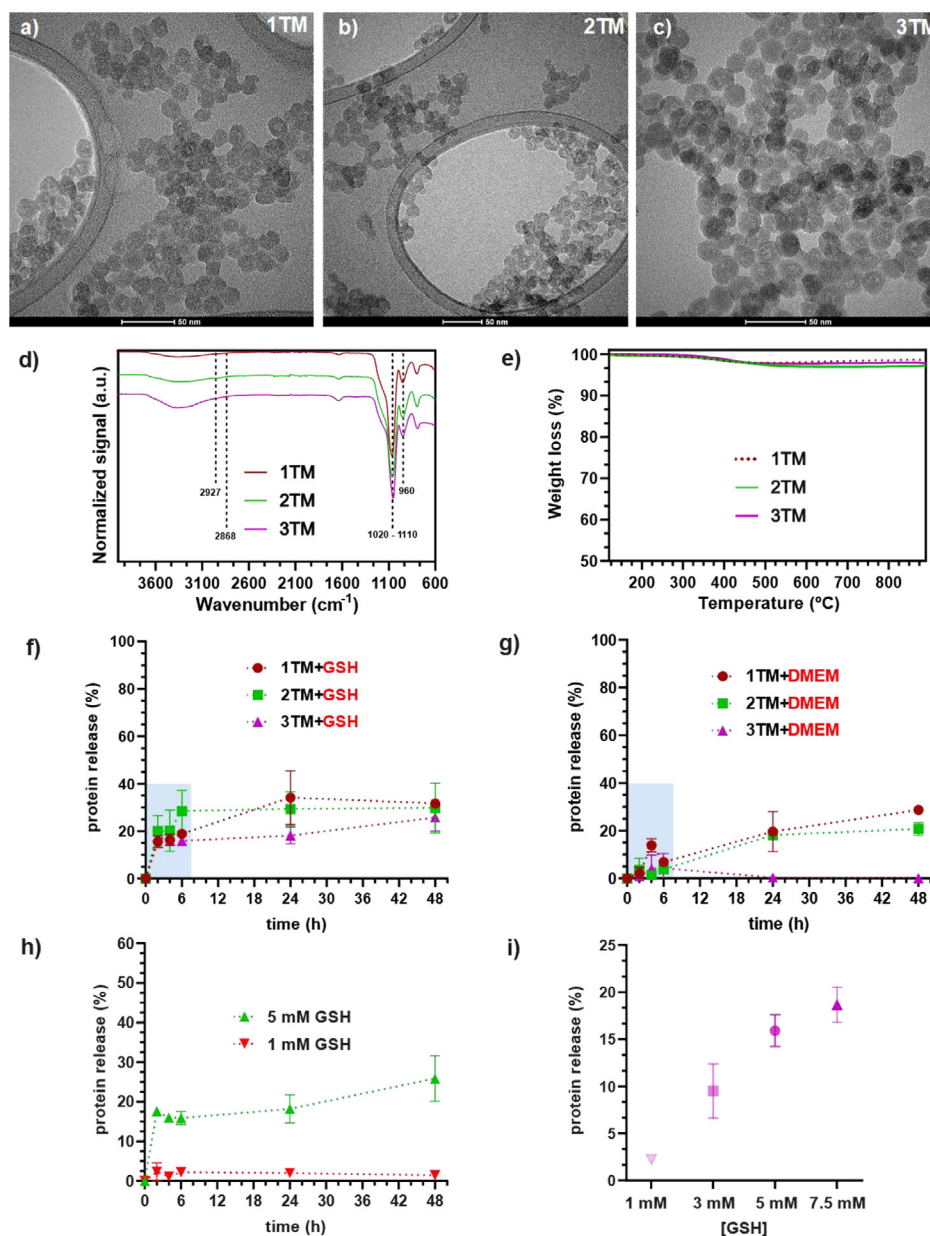 a)
1TM
b)
2TM
c)
3TM
50 nm
50 nm
50 nm
d)
Normalized signal (a.u.)
1TM
2TM
3TM
2927
2868
960
1020 - 1110
3600 3100 2600 2100 1600 1100 600
Wavenumber (cm⁻¹)
e)
Weight loss (%)
100
90
80
70
60
50
1TM
2TM
3TM
200 300 400 500 600 700 800
Temperature (ºC)
f)
protein release (%)
100
80
60
40
20
0
1TM+GSH
2TM+GSH
3TM+GSH
0 6 12 18 24 30 36 42 48
time (h)
g)
protein release (%)
100
80
60
40
20
0
1TM+DMEM
2TM+DMEM
3TM+DMEM
0 6 12 18 24 30 36 42 48
time (h)
h)
protein release (%)
60
50
40
30
20
10
0
5 mM GSH
1 mM GSH
0 6 12 18 24 30 36 42 48
time (h)
i)
protein release (%)
25
20
15
10
5
0
1 mM 3 mM 5 mM 7.5 mM
[GSH]